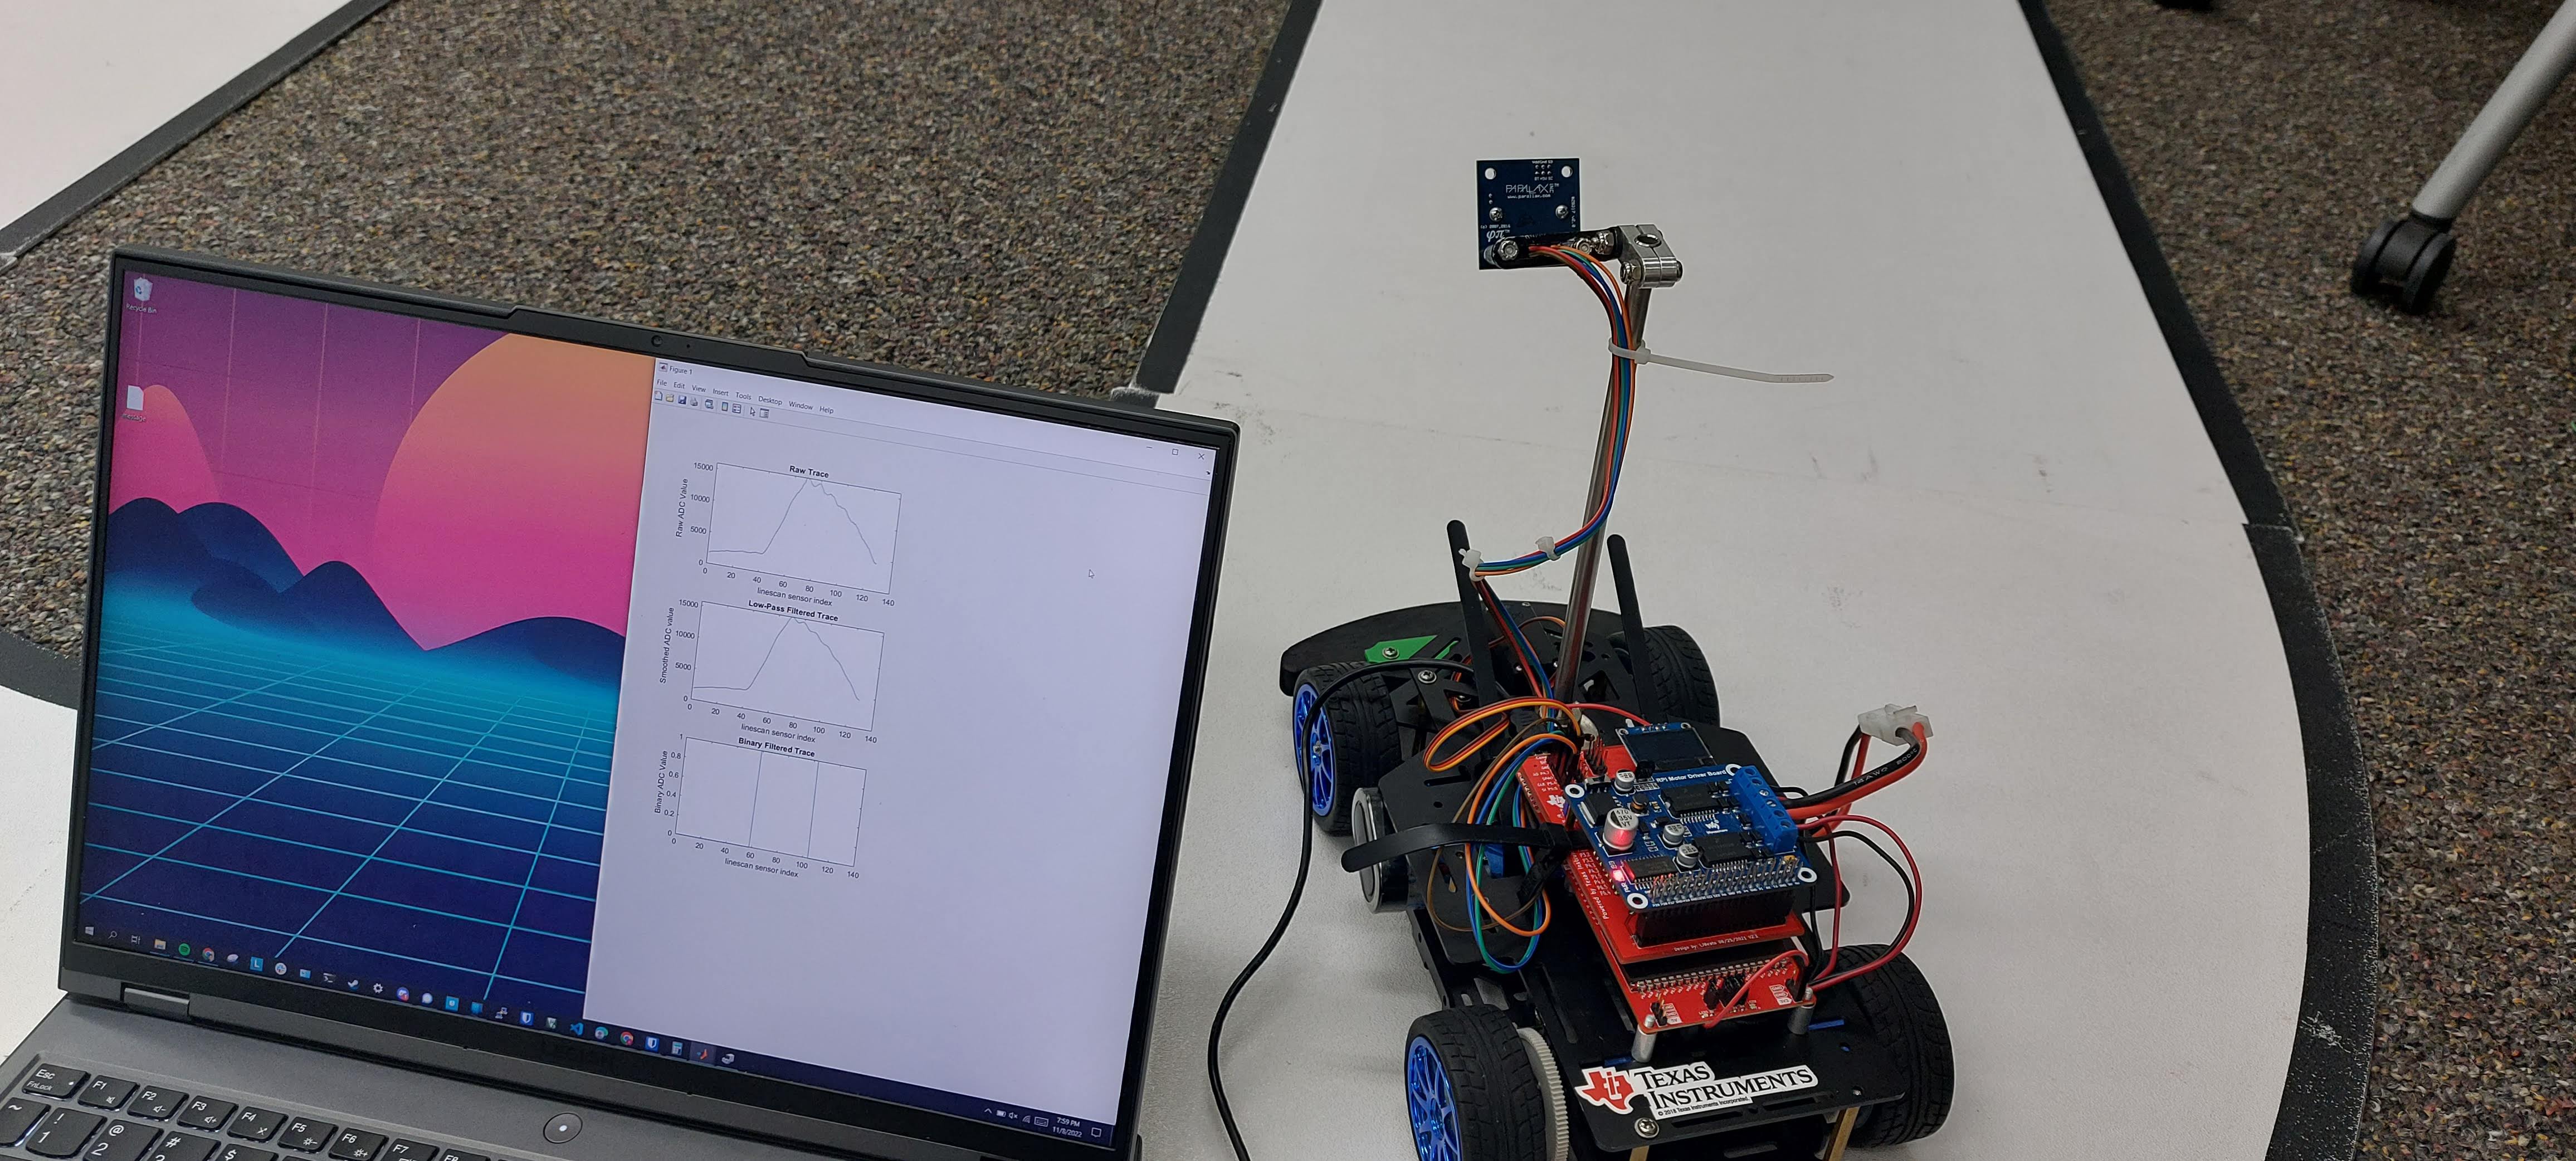 Recycle Bin
Figure 1
File Edit View Insert Tools Desktop Window Help
Raw Trace
15000
10000
5000
0
Raw ADC Value
0 20 40 60 80 100 120 140
linescan sensor index
Low-Pass Filtered Trace
15000
10000
5000
0
Smoothed ADC value
0 20 40 60 80 100 120 140
linescan sensor index
Binary Filtered Trace
1
0.8
0.6
0.4
0.2
0
Binary ADC Value
0 20 40 60 80 100 120 140
linescan sensor index
7:59 PM
11/8/2022
Esc
FnLock
F1
F2
F3
F4
F5
F6
F7
F8
~
!
1
@
2
#
$
PARALLAX
www.parallax.com
RPi Motor Driver Board
35V
VT
TEXAS
INSTRUMENTS